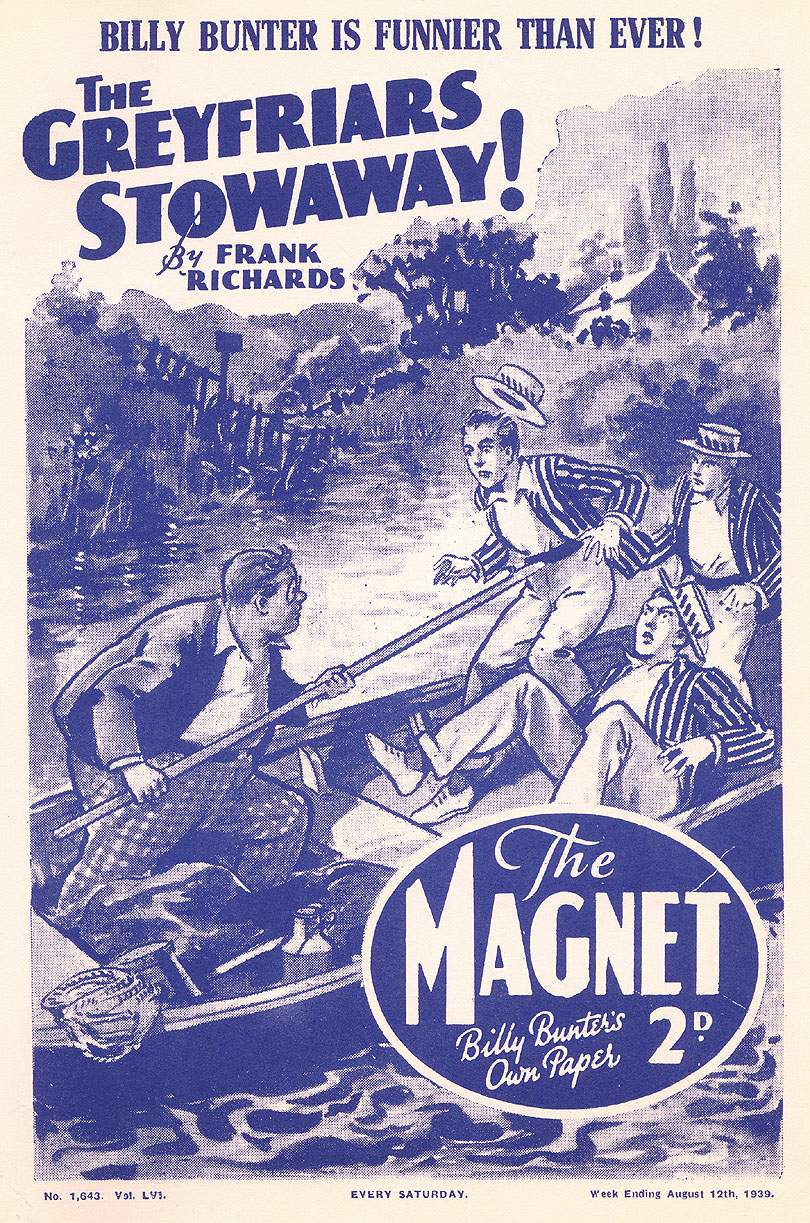 BILLY BUNTER IS FUNNIER THAN EVER!
THE
GREYFRIARS
STOWAWAY!
By FRANK
RICHARDS.
The
MAGNET
Billy Bunter's
Own Paper
2D.
No. 1,643. Vol. LVI.
EVERY SATURDAY.
Week Ending August 12th, 1939.